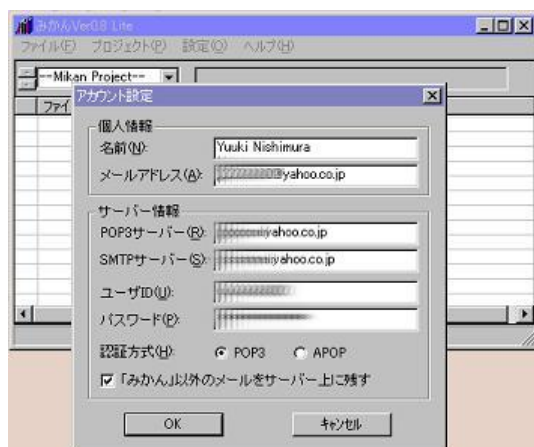 みかんVer0.8 Lite
ファイル(F) プロジェクト(P) 設定(O) ヘルプ(H)
--Mikan Project--
ファイ
アカウント設定
個人情報
名前(N): Yuuki Nishimura
メールアドレス(A): @yahoo.co.jp
サーバー情報
POP3サーバー(R): yahoo.co.jp
SMTPサーバー(S): yahoo.co.jp
ユーザID(U):
パスワード(P):
認証方式(H): POP3 APOP
「みかん」以外のメールをサーバー上に残す
OK キャンセル